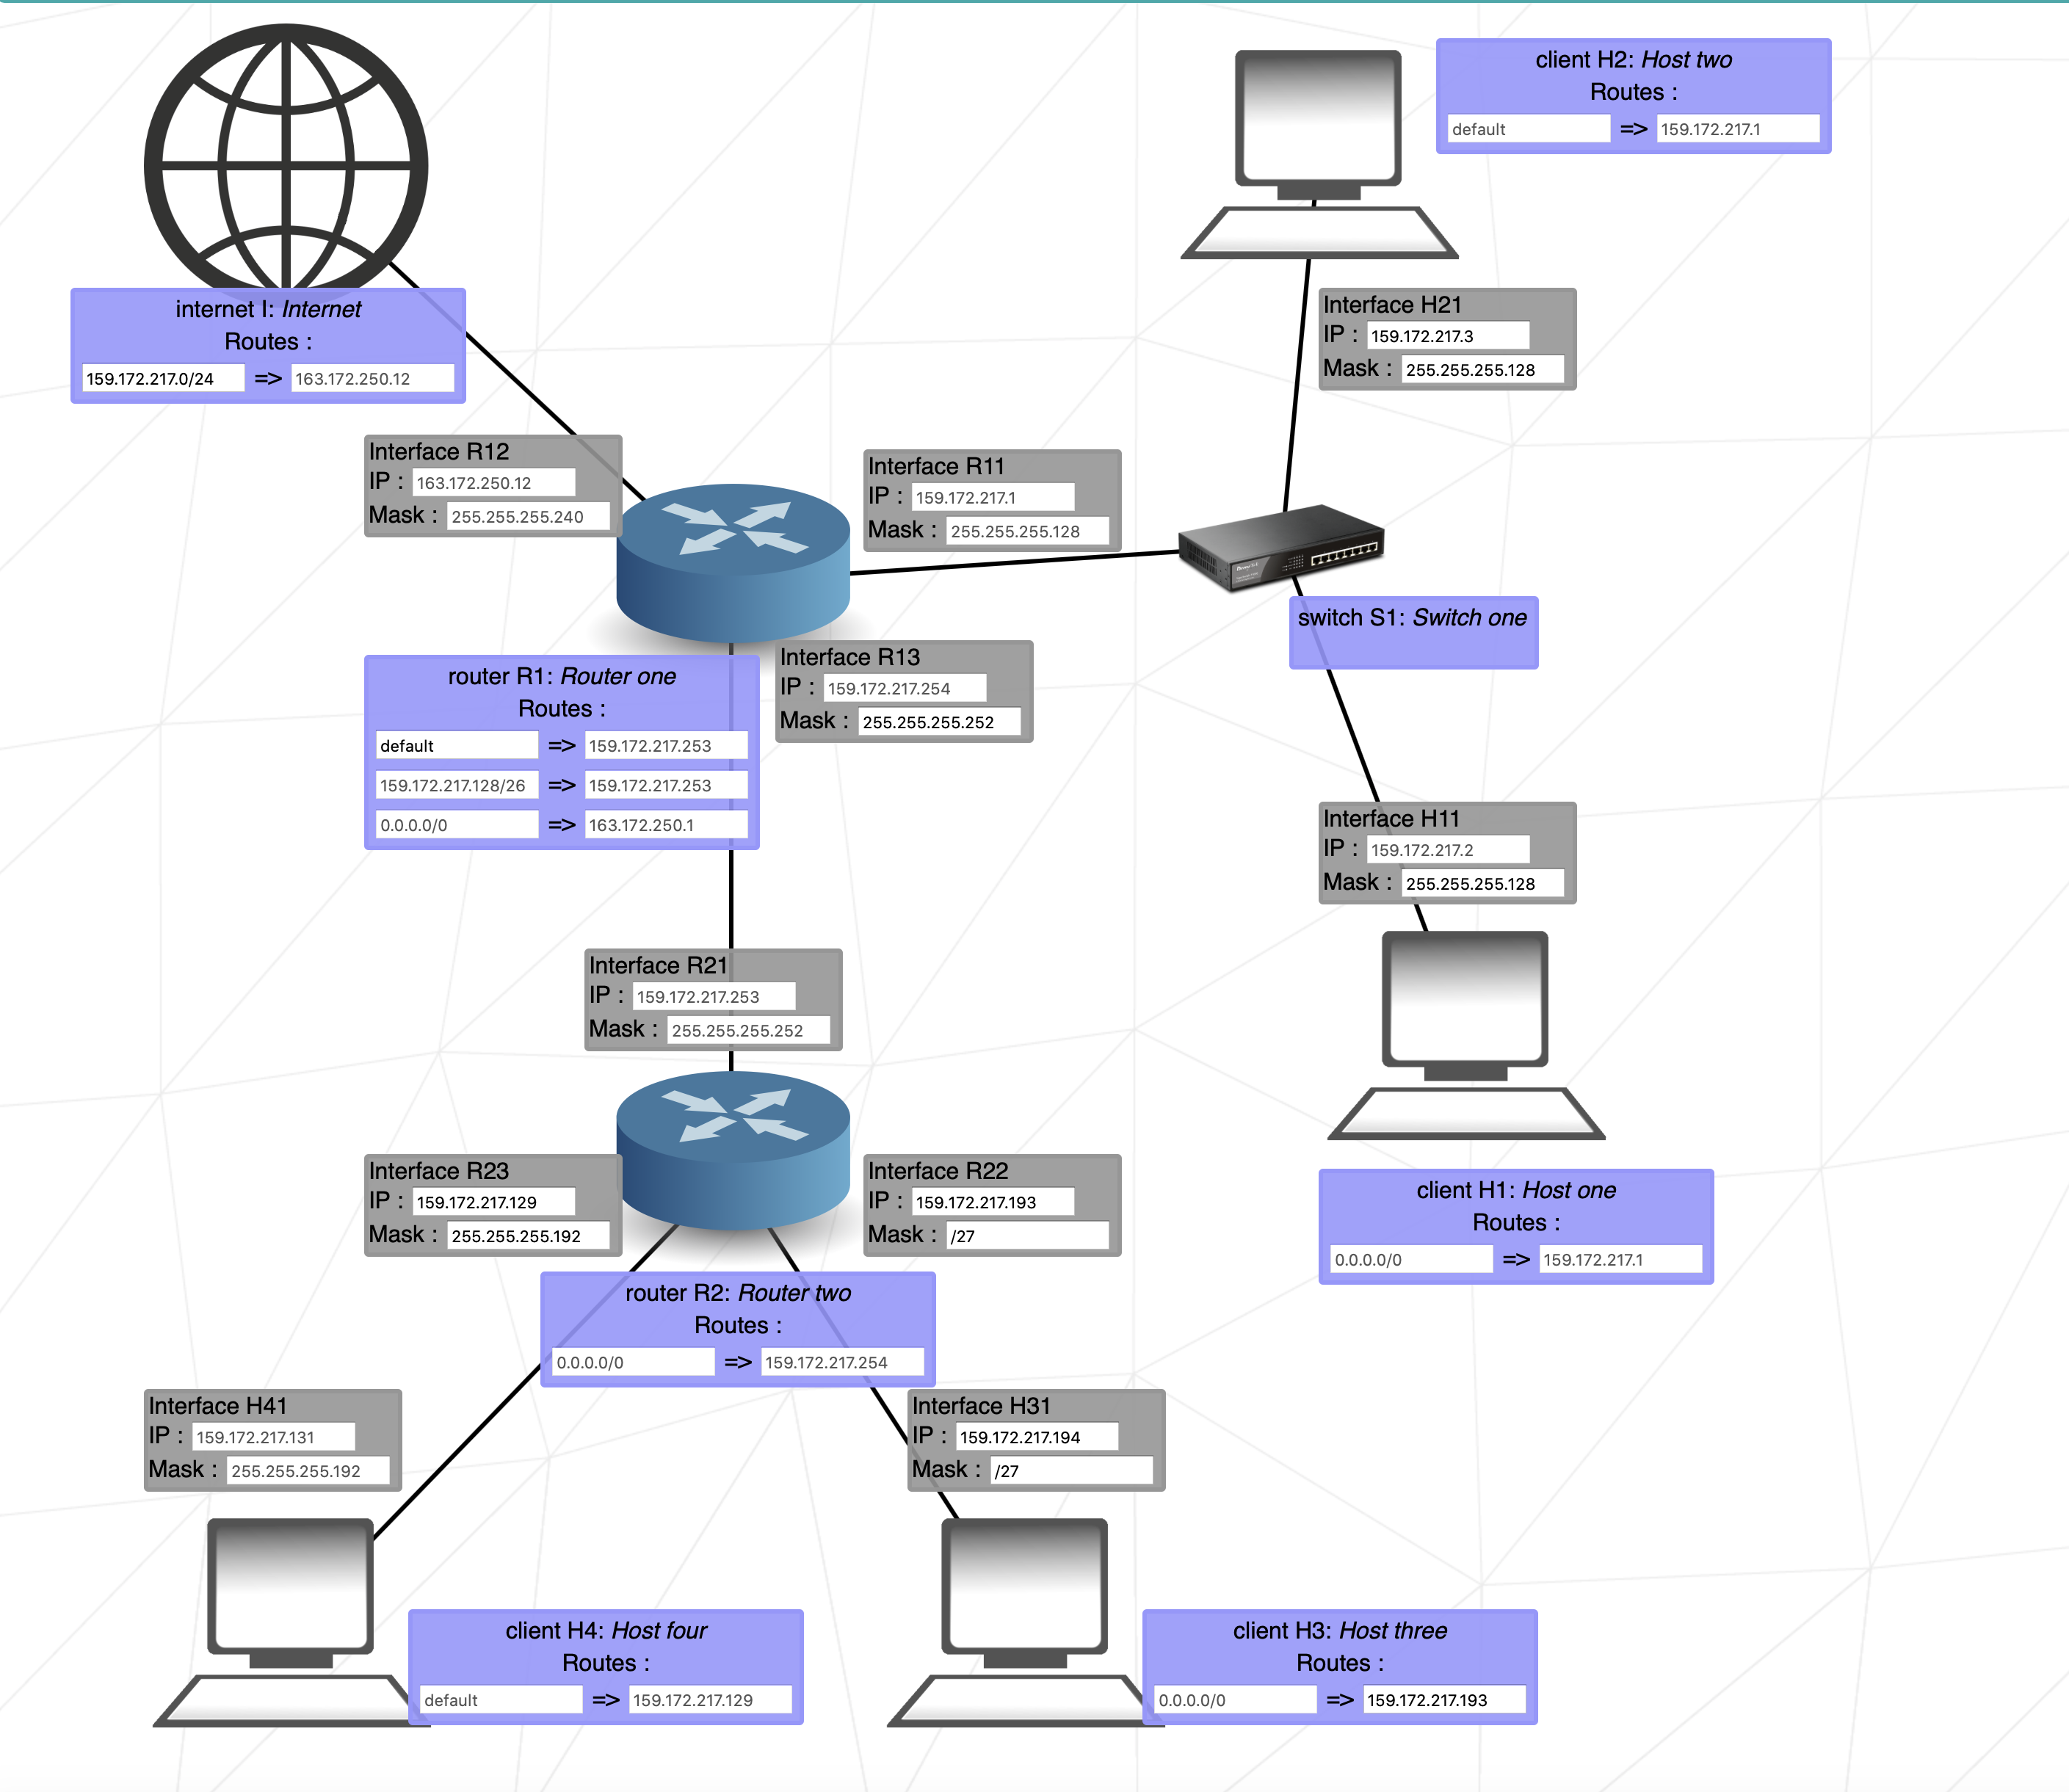 client H2: Host two
Routes :
default => 159.172.217.1
internet I: Internet
Routes :
159.172.217.0/24 => 163.172.250.12
Interface H21
IP : 159.172.217.3
Mask : 255.255.255.128
Interface R12
IP : 163.172.250.12
Mask : 255.255.255.240
Interface R11
IP : 159.172.217.1
Mask : 255.255.255.128
switch S1: Switch one
Interface R13
IP : 159.172.217.254
Mask : 255.255.255.252
router R1: Router one
Routes :
default => 159.172.217.253
159.172.217.128/26 => 159.172.217.253
0.0.0.0/0 => 163.172.250.1
Interface H11
IP : 159.172.217.2
Mask : 255.255.255.128
Interface R21
IP : 159.172.217.253
Mask : 255.255.255.252
Interface R23
IP : 159.172.217.129
Mask : 255.255.255.192
Interface R22
IP : 159.172.217.193
Mask : /27
client H1: Host one
Routes :
0.0.0.0/0 => 159.172.217.1
router R2: Router two
Routes :
0.0.0.0/0 => 159.172.217.254
Interface H41
IP : 159.172.217.131
Mask : 255.255.255.192
Interface H31
IP : 159.172.217.194
Mask : /27
client H4: Host four
Routes :
default => 159.172.217.129
client H3: Host three
Routes :
0.0.0.0/0 => 159.172.217.193